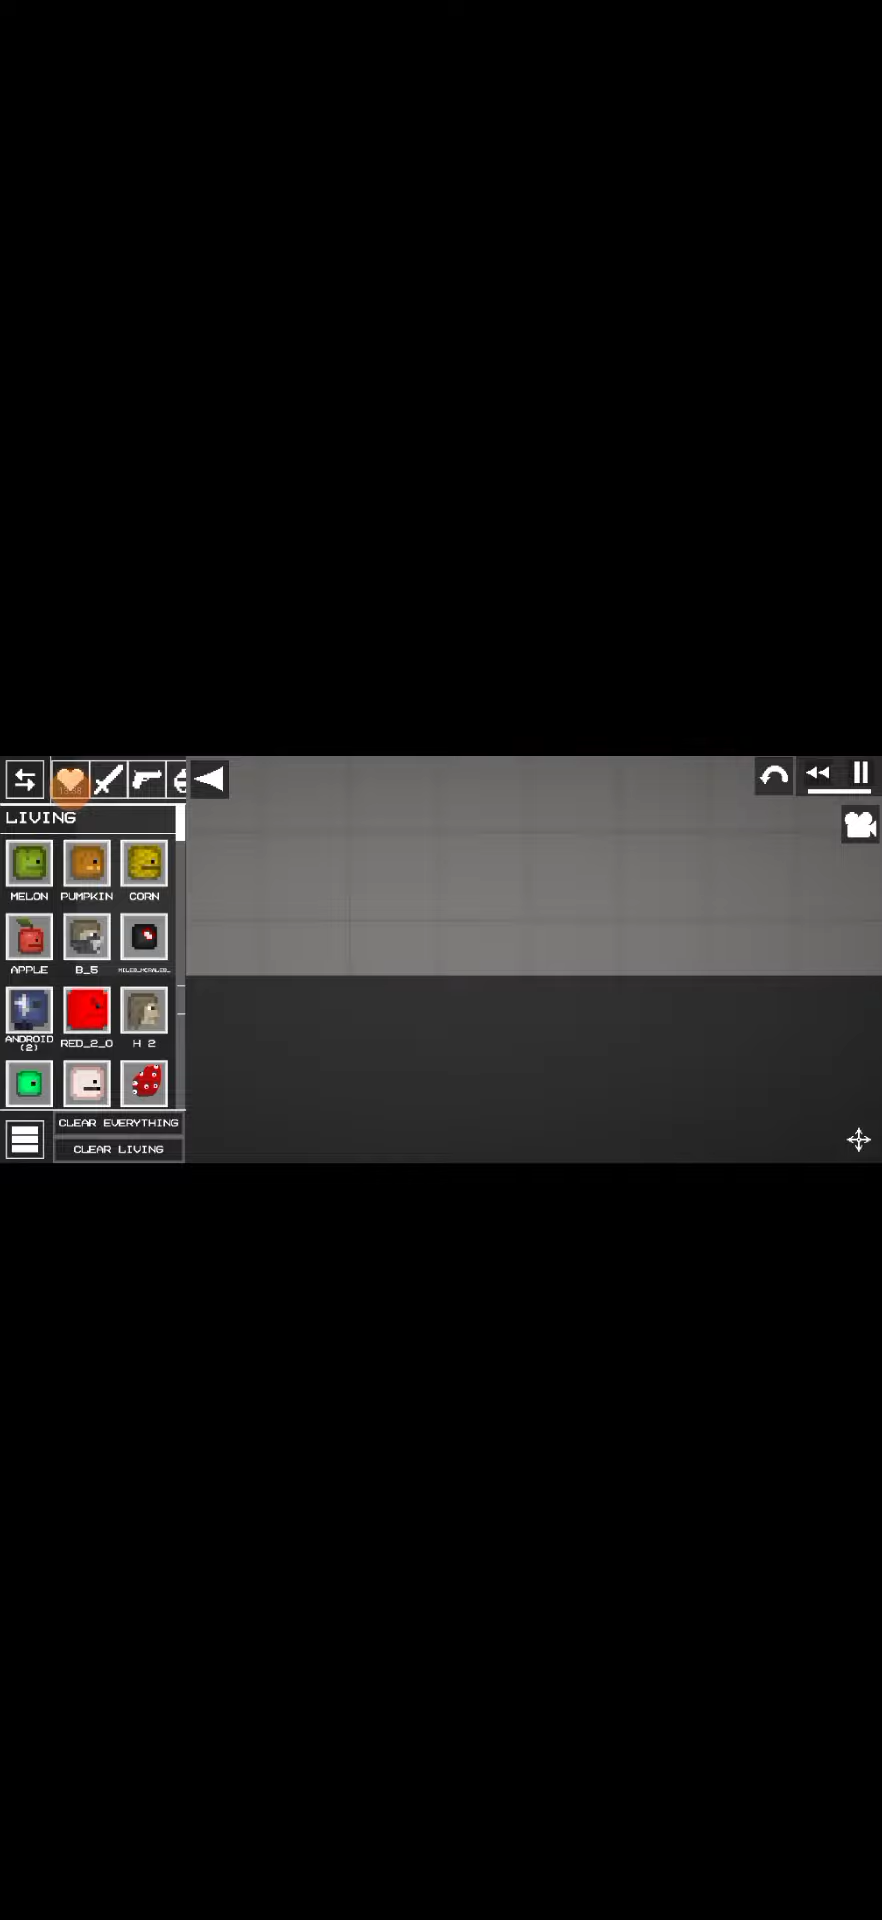 LIVING
MELON PUMPKIN CORN
APPLE B_5
ANDROID (2) RED_2_0 H 2
CLEAR EVERYTHING
CLEAR LIVING